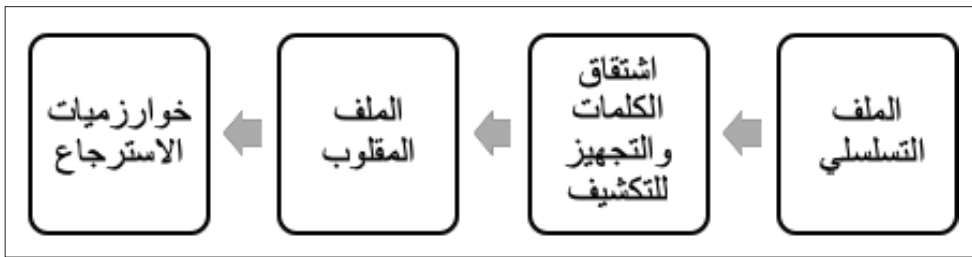 الملف
التسلسلي
اشتقاق
الكلمات
والتجهيز
للتكشيف
الملف
المقلوب
خوارزميات
الاسترجاع